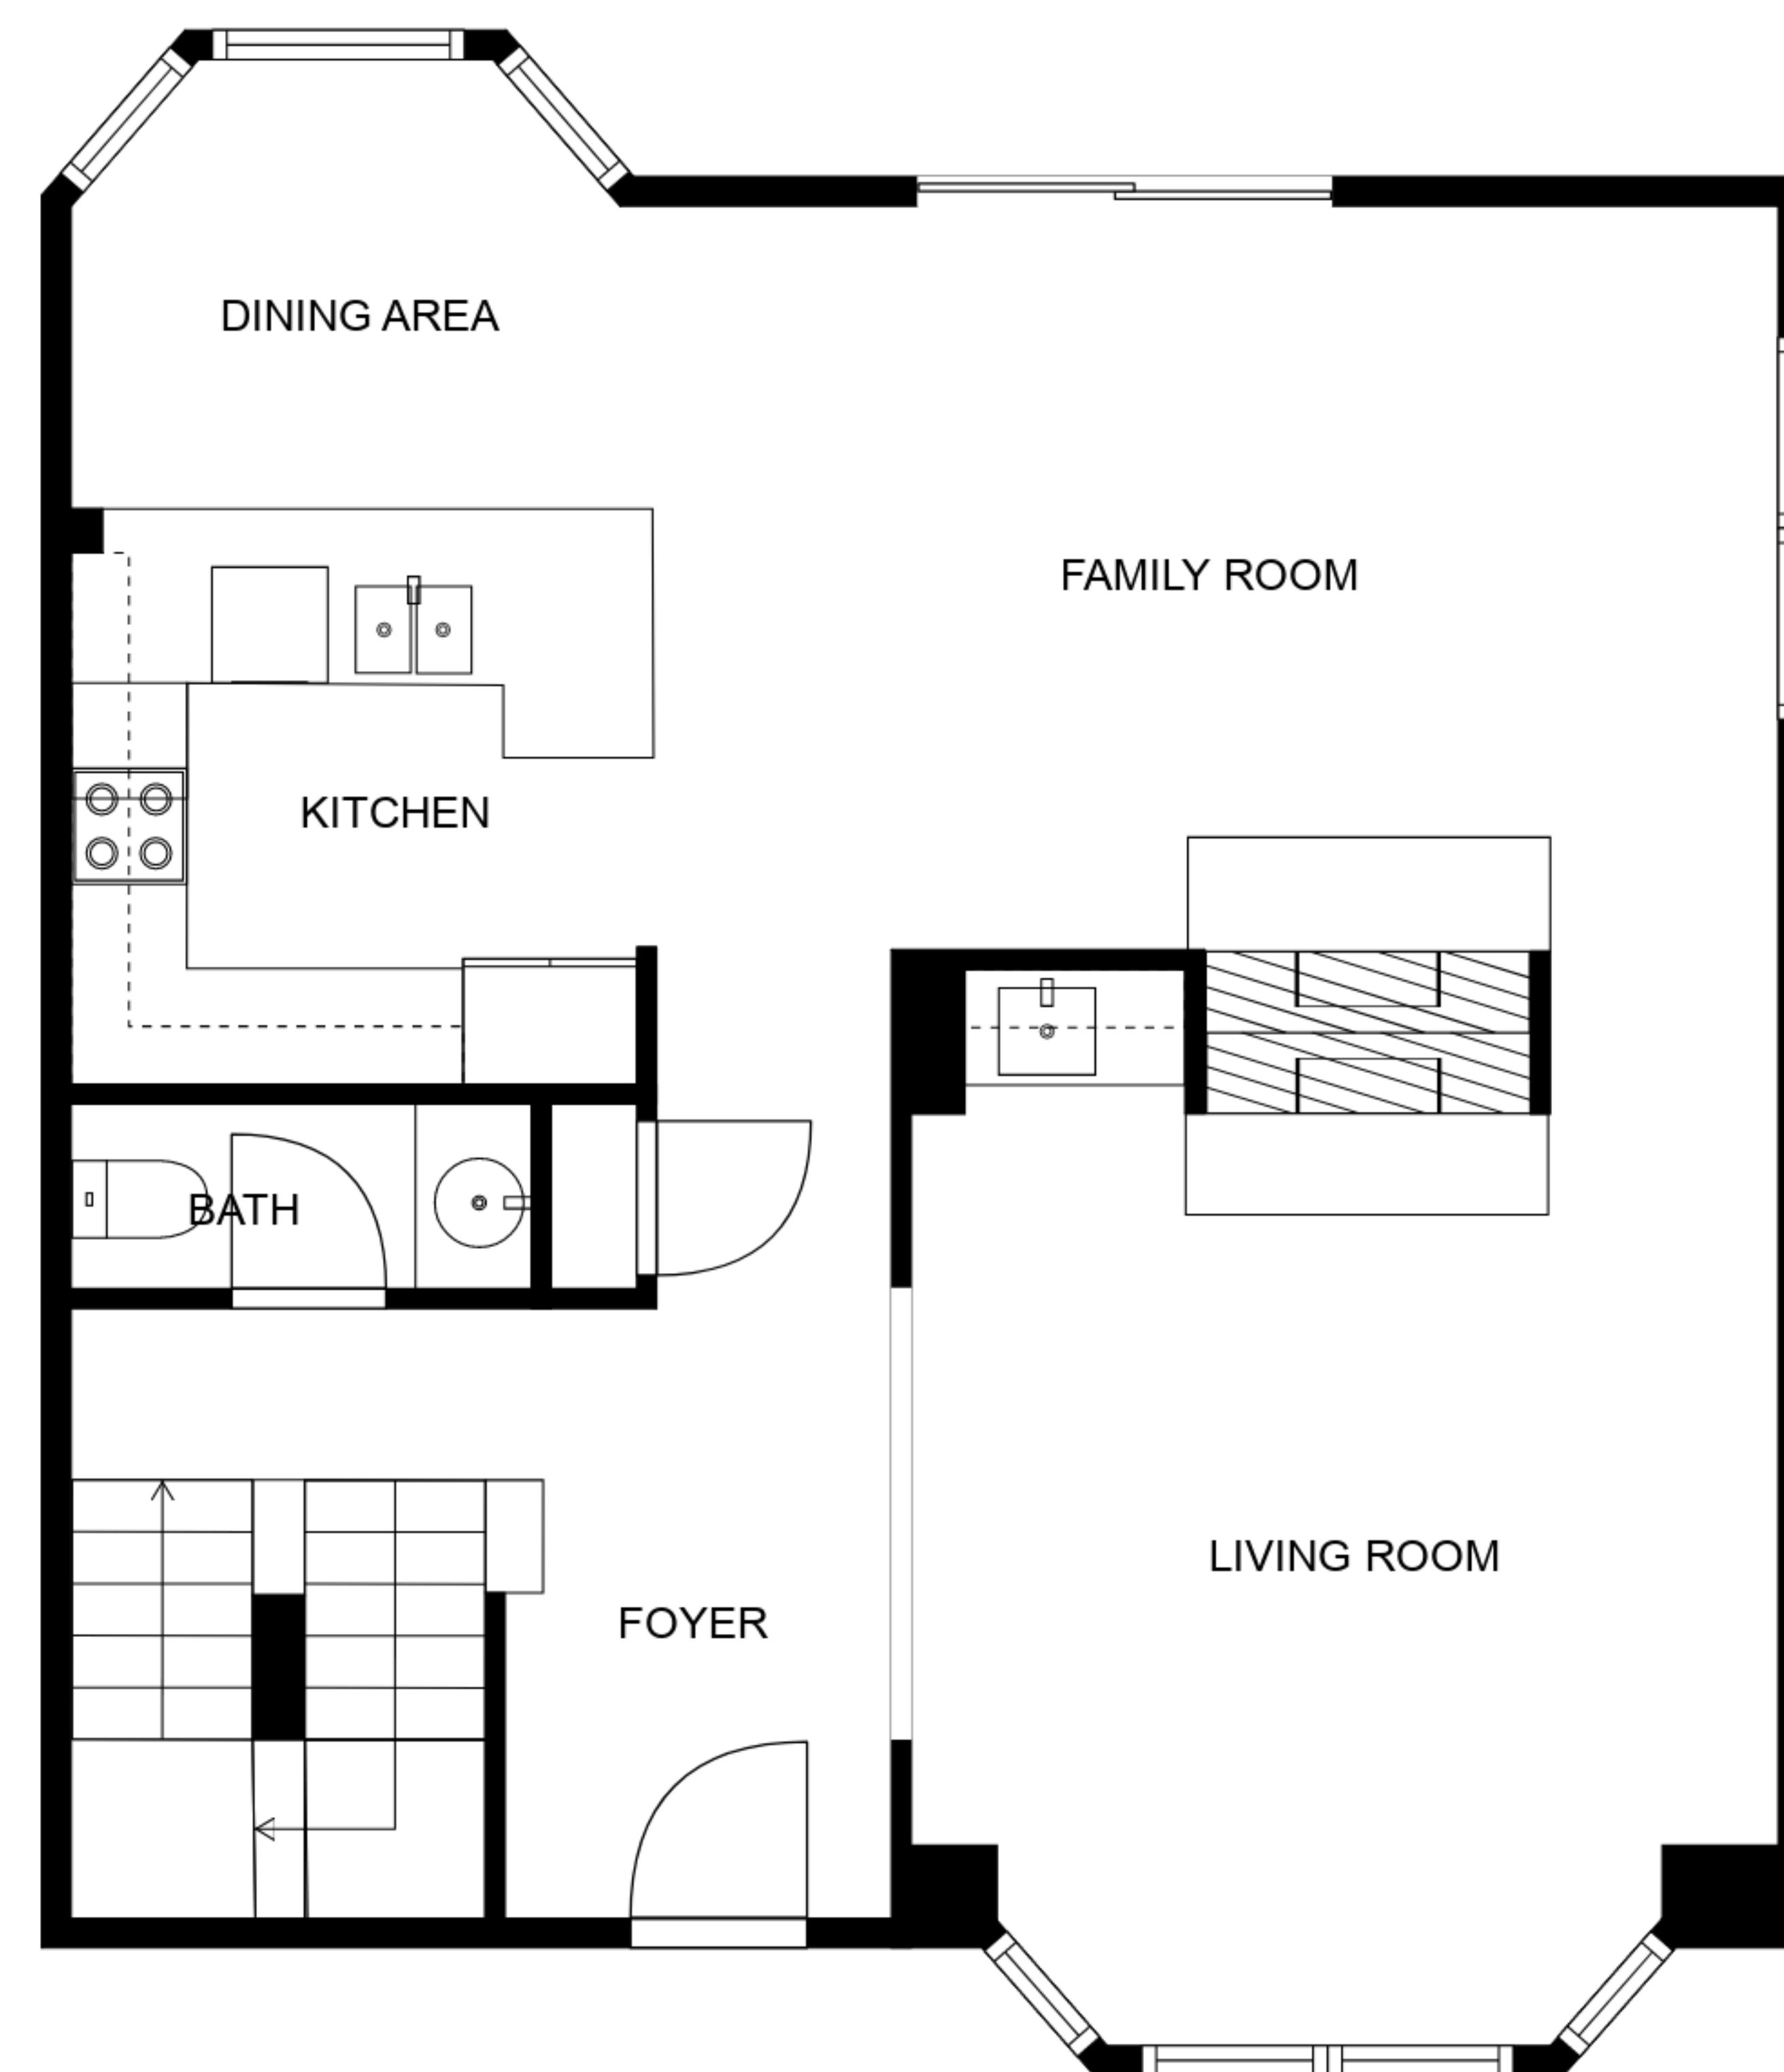 DINING AREA
FAMILY ROOM
KITCHEN
BATH
LIVING ROOM
FOYER